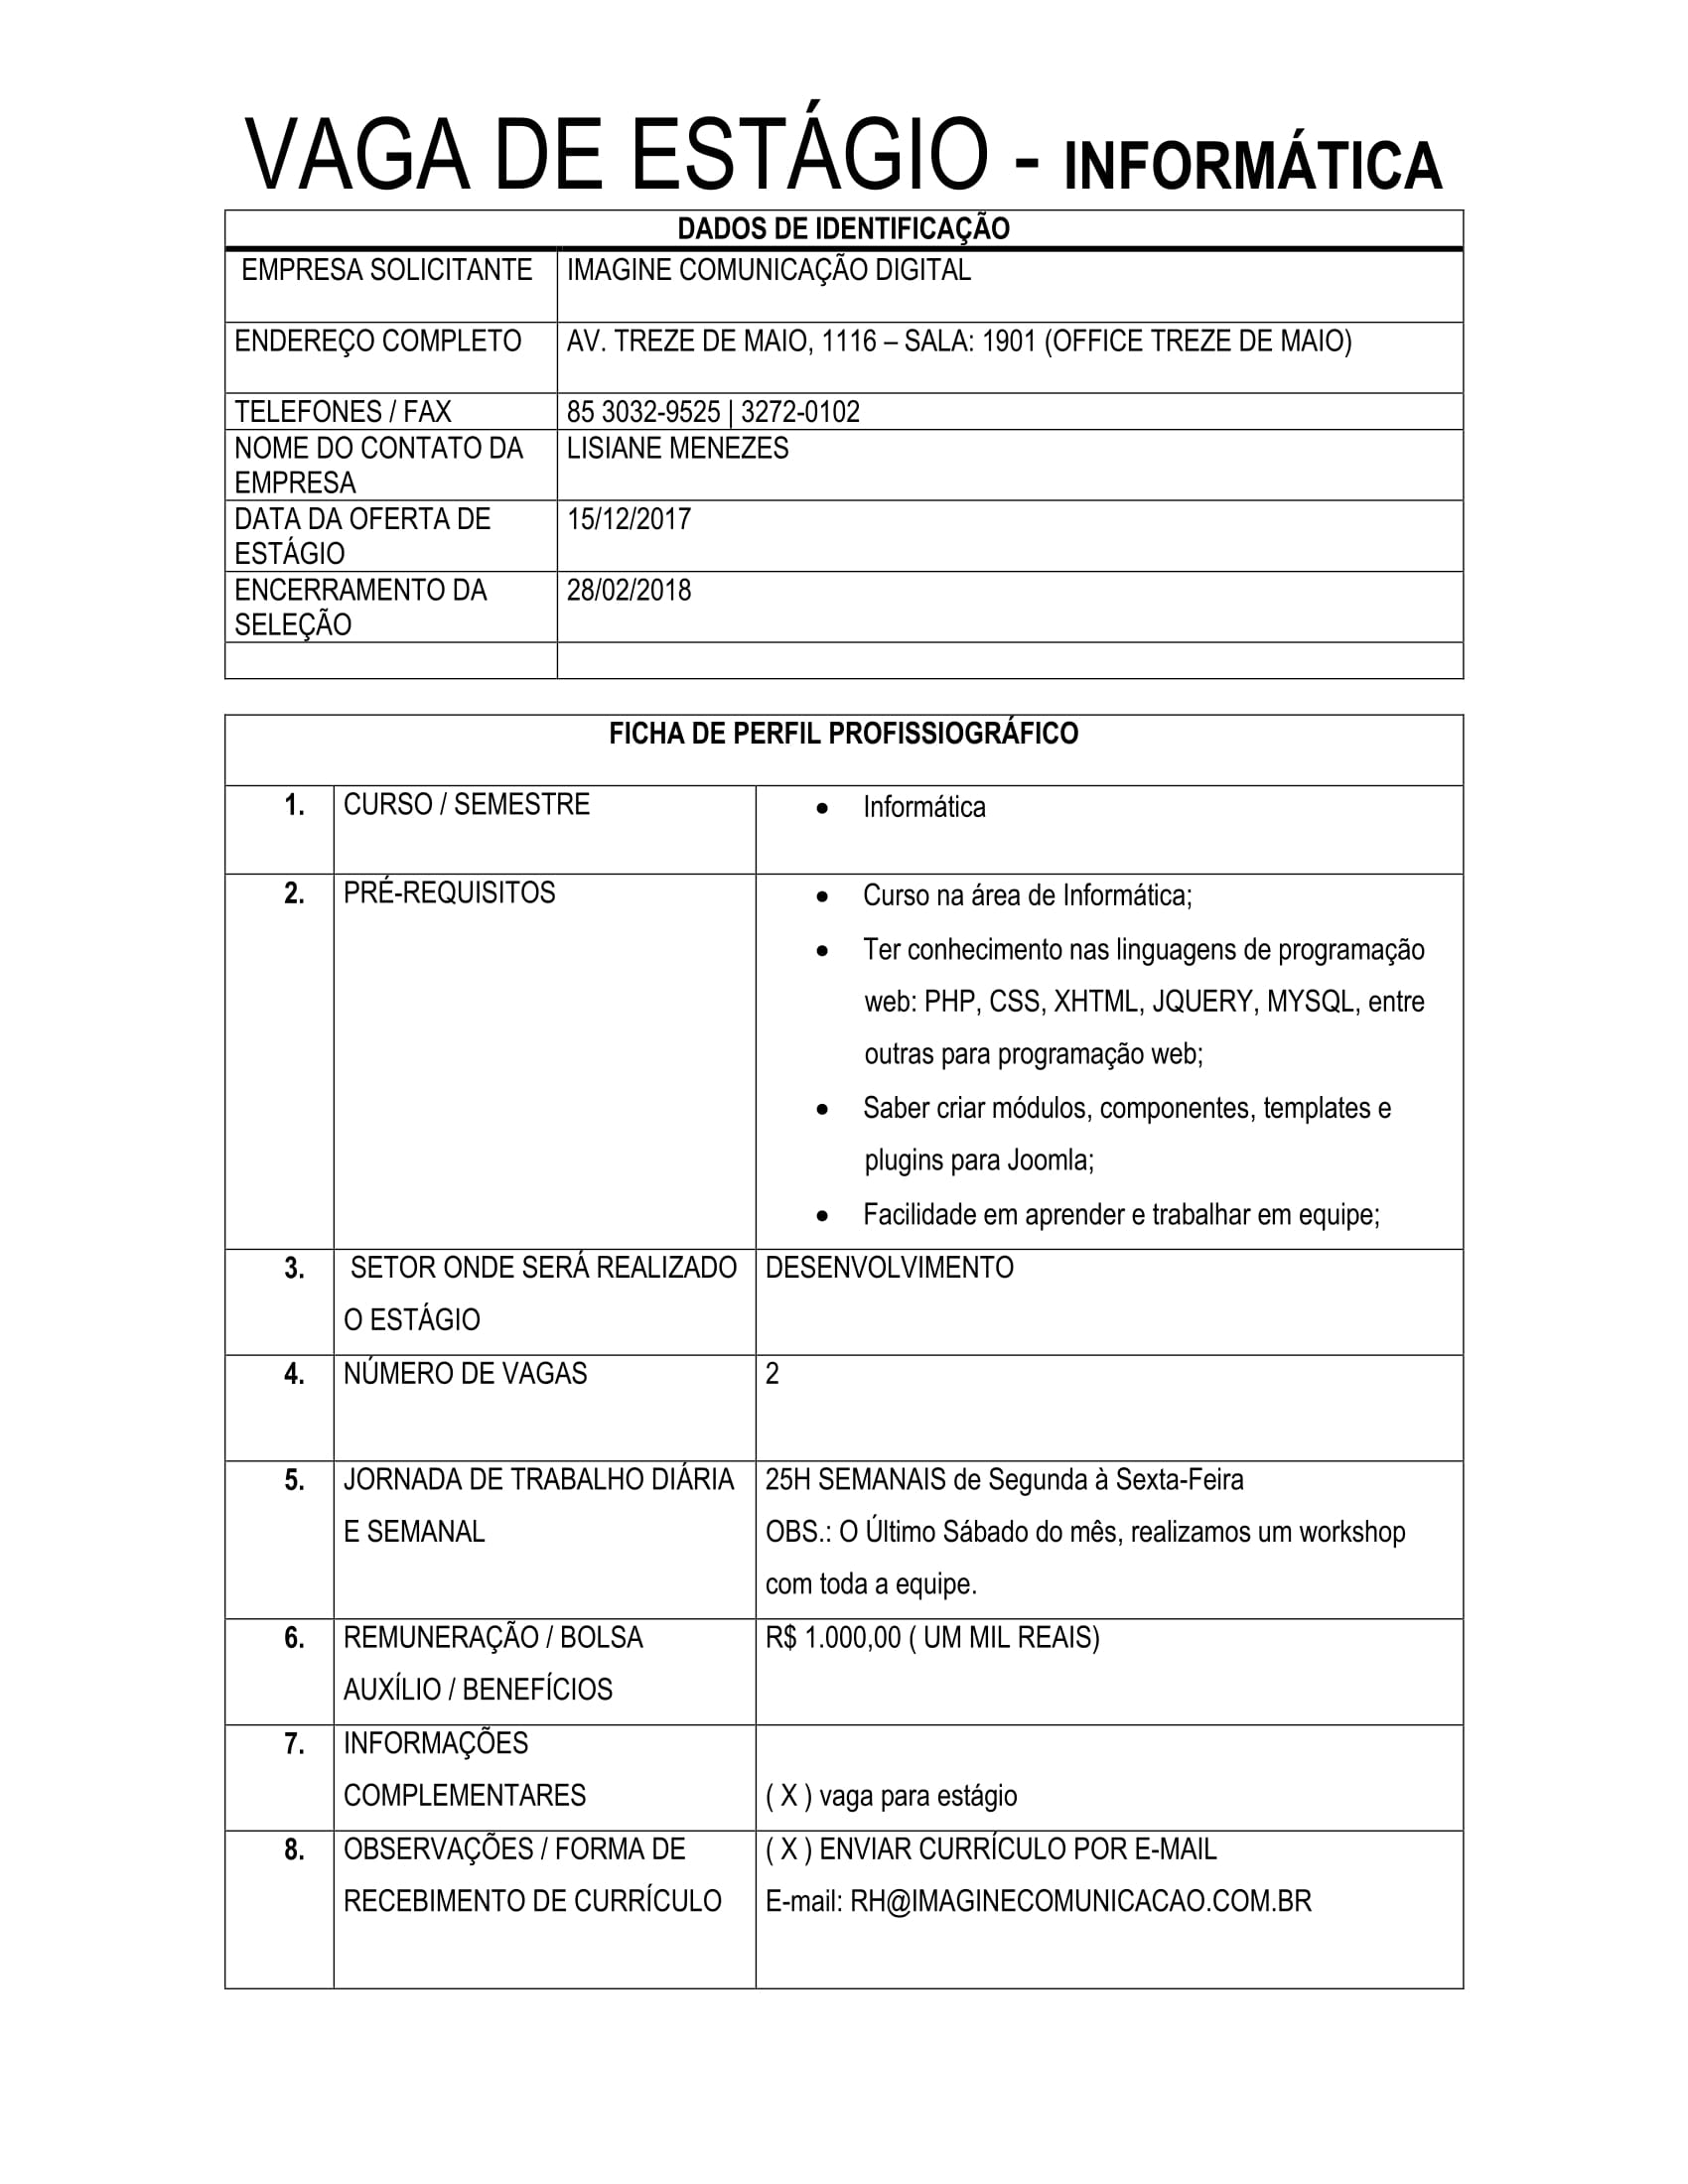 VAGA DE ESTÁGIO - INFORMÁTICA
DADOS DE IDENTIFICAÇÃO
EMPRESA SOLICITANTE IMAGINE COMUNICAÇÃO DIGITAL
ENDEREÇO COMPLETO AV. TREZE DE MAIO, 1116 – SALA: 1901 (OFFICE TREZE DE MAIO)
TELEFONES / FAX 85 3032-9525 | 3272-0102
NOME DO CONTATO DA LISIANE MENEZES
EMPRESA
DATA DA OFERTA DE 15/12/2017
ESTÁGIO
ENCERRAMENTO DA 28/02/2018
SELEÇÃO
FICHA DE PERFIL PROFISSIOGRÁFICO
1. CURSO / SEMESTRE • Informática
2. PRÉ-REQUISITOS • Curso na área de Informática;
• Ter conhecimento nas linguagens de programação
web: PHP, CSS, XHTML, JQUERY, MYSQL, entre
outras para programação web;
• Saber criar módulos, componentes, templates e
plugins para Joomla;
• Facilidade em aprender e trabalhar em equipe;
3. SETOR ONDE SERÁ REALIZADO DESENVOLVIMENTO
O ESTÁGIO
4. NÚMERO DE VAGAS 2
5. JORNADA DE TRABALHO DIÁRIA 25H SEMANAIS de Segunda à Sexta-Feira
E SEMANAL OBS.: O Último Sábado do mês, realizamos um workshop
com toda a equipe.
6. REMUNERAÇÃO / BOLSA R$ 1.000,00 ( UM MIL REAIS)
AUXÍLIO / BENEFÍCIOS
7. INFORMAÇÕES
COMPLEMENTARES ( X ) vaga para estágio
8. OBSERVAÇÕES / FORMA DE ( X ) ENVIAR CURRÍCULO POR E-MAIL
RECEBIMENTO DE CURRÍCULO E-mail: RH@IMAGINECOMUNICACAO.COM.BR